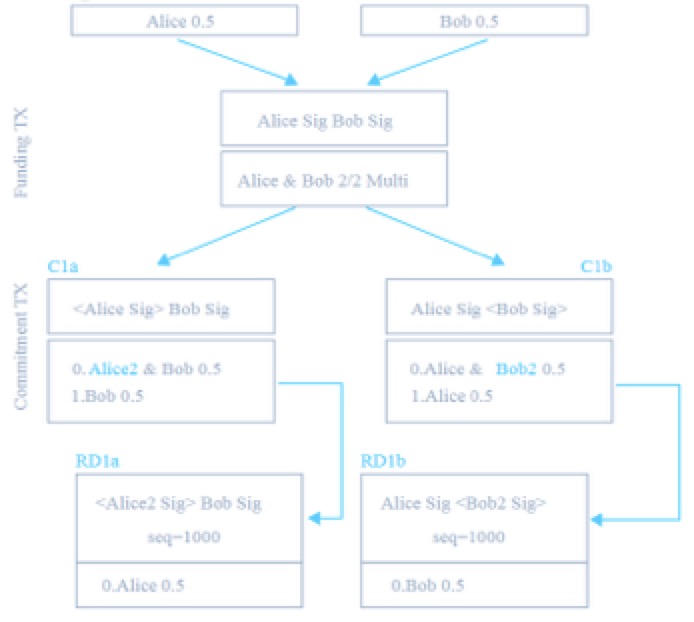 Alice 0.5
Bob 0.5
Funding TX
Alice Sig Bob Sig
Alice & Bob 2/2 Multi
Commitment TX
C1a
<Alice Sig> Bob Sig
0.Alice2 & Bob 0.5
1.Bob 0.5
C1b
Alice Sig <Bob Sig>
0.Alice & Bob2 0.5
1.Alice 0.5
RD1a
<Alice2 Sig> Bob Sig
seq=1000
0.Alice 0.5
RD1b
Alice Sig <Bob2 Sig>
seq=1000
0.Bob 0.5